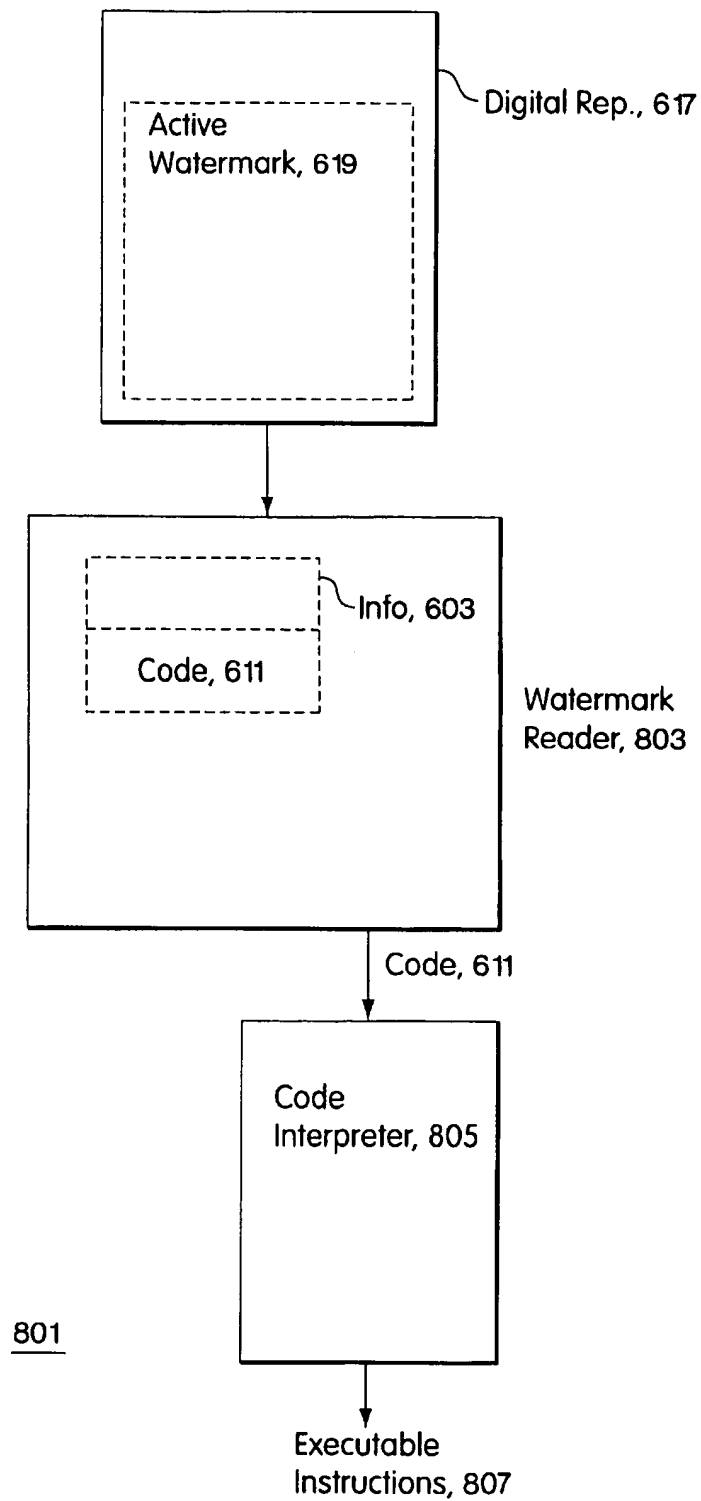 Digital Rep., 617
Active
Watermark, 619
Info, 603
Code, 611
Watermark
Reader, 803
Code, 611
Code
Interpreter, 805
801
Executable
Instructions, 807